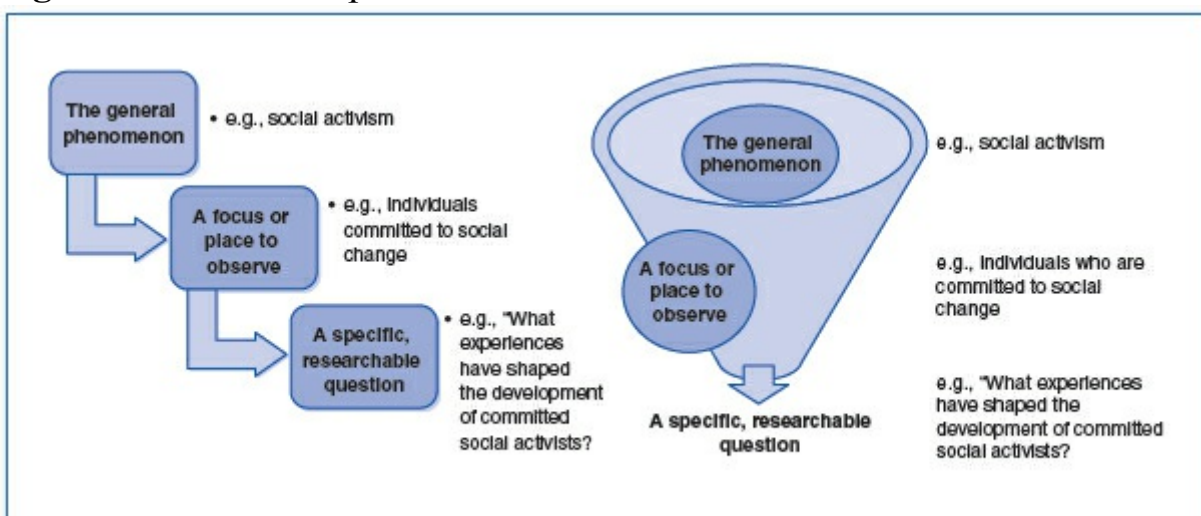 The general
phenomenon
• e.g., social activism
A focus or
place to
observe
• e.g., Individuals
committed to social
change
A specific,
researchable
question
• e.g., “What
experiences
have shaped
the development
of committed
social activists?
The general
phenomenon
e.g., social activism
A focus or
place to
observe
e.g., Individuals who are
committed to social
change
A specific, researchable
question
e.g., “What experiences
have shaped the
development of committed
social activists?